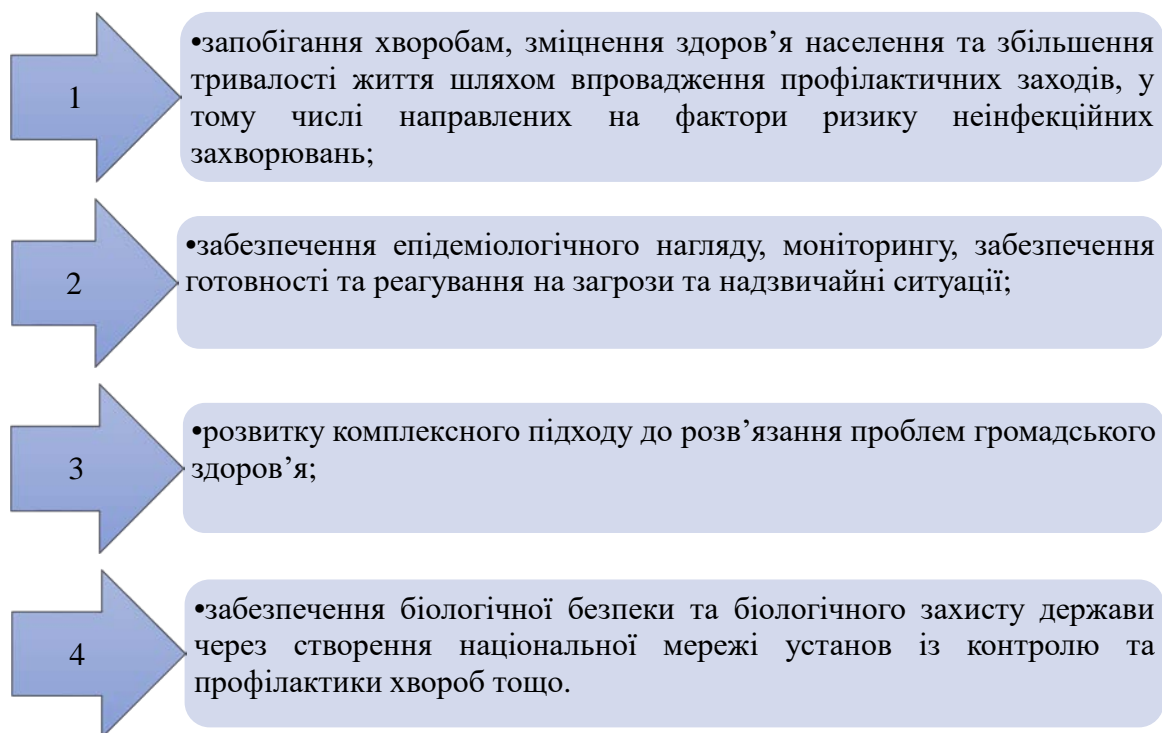 1
•запобігання хворобам, зміцнення здоров’я населення та збільшення
тривалості життя шляхом впровадження профілактичних заходів, у
тому числі направлених на фактори ризику неінфекційних
захворювань;
2
•забезпечення епідеміологічного нагляду, моніторингу, забезпечення
готовності та реагування на загрози та надзвичайні ситуації;
3
•розвитку комплексного підходу до розв’язання проблем громадського
здоров’я;
4
•забезпечення біологічної безпеки та біологічного захисту держави
через створення національної мережі установ із контролю та
профілактики хвороб тощо.